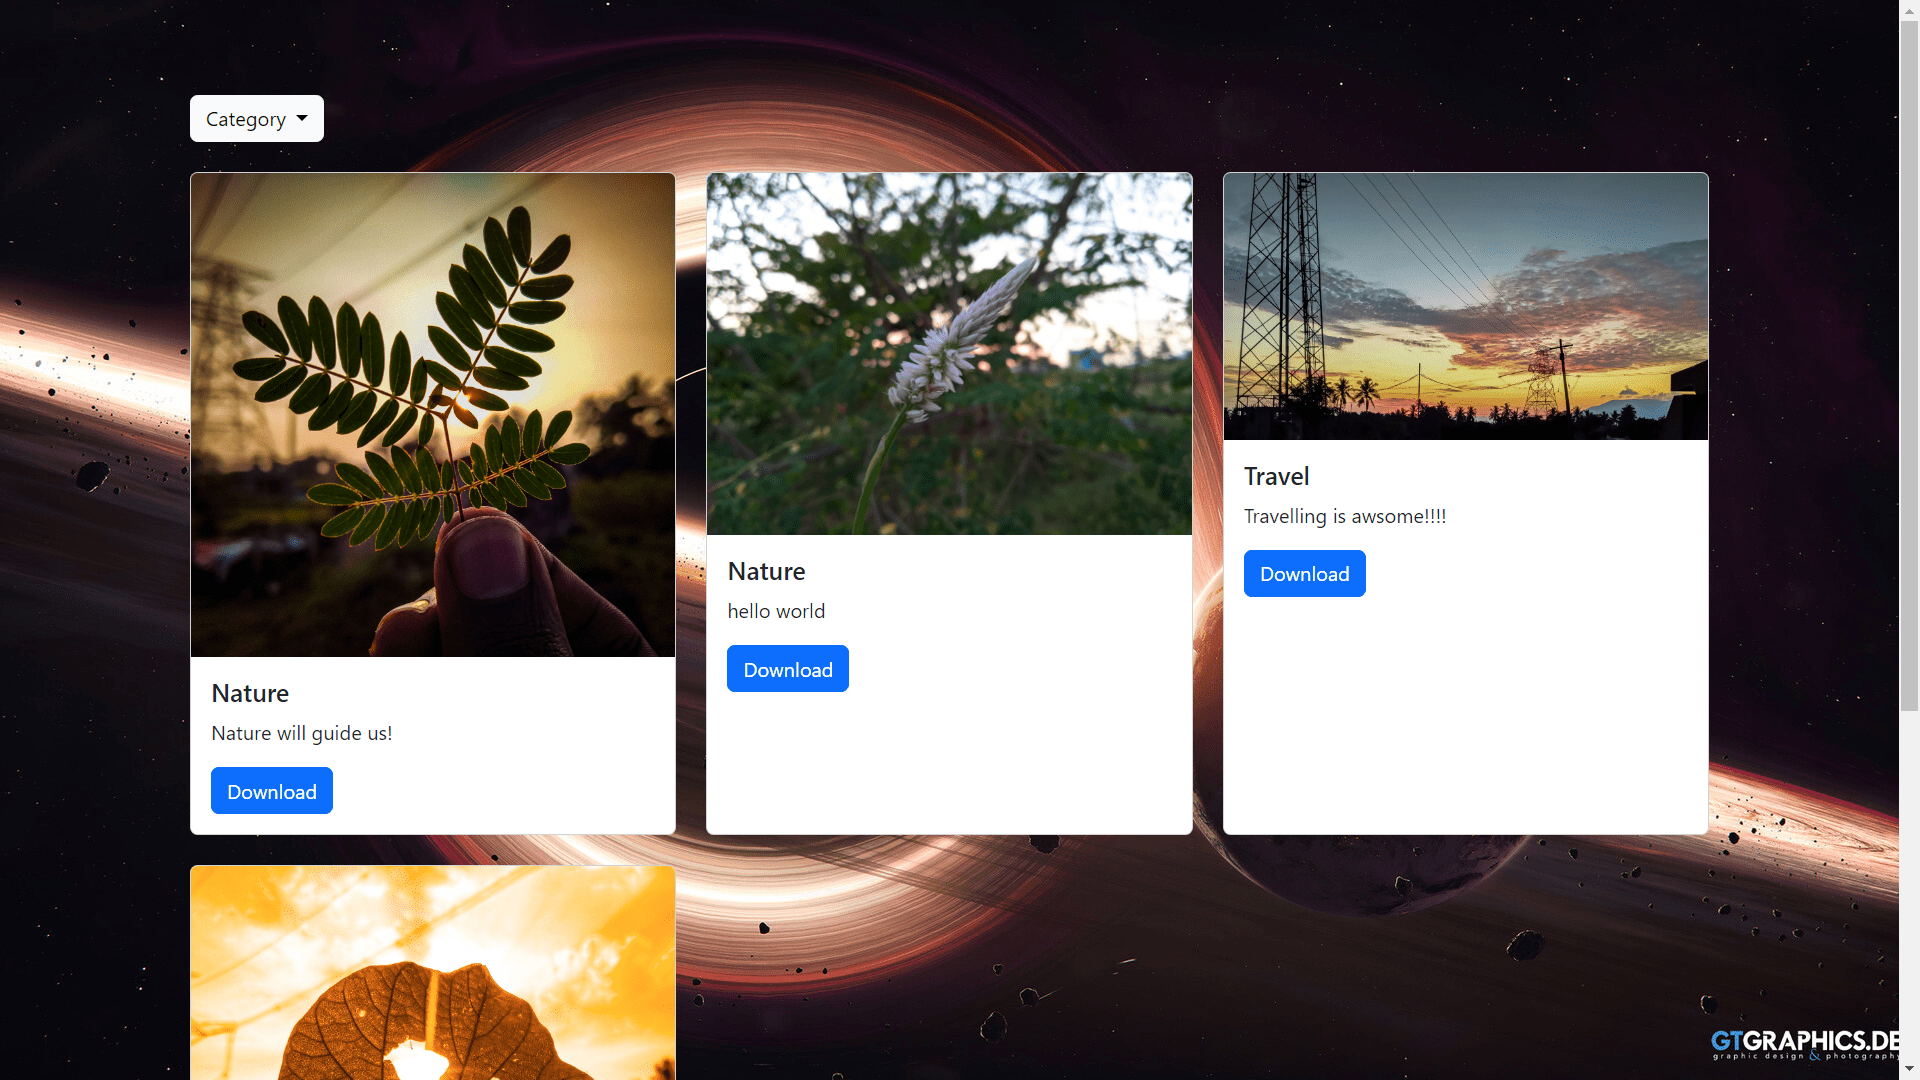 Category
Nature
Nature will guide us!
Download
Nature
hello world
Download
Travel
Travelling is awsome!!!!
Download
GTGRAPHICS.DE
graphic design & photography